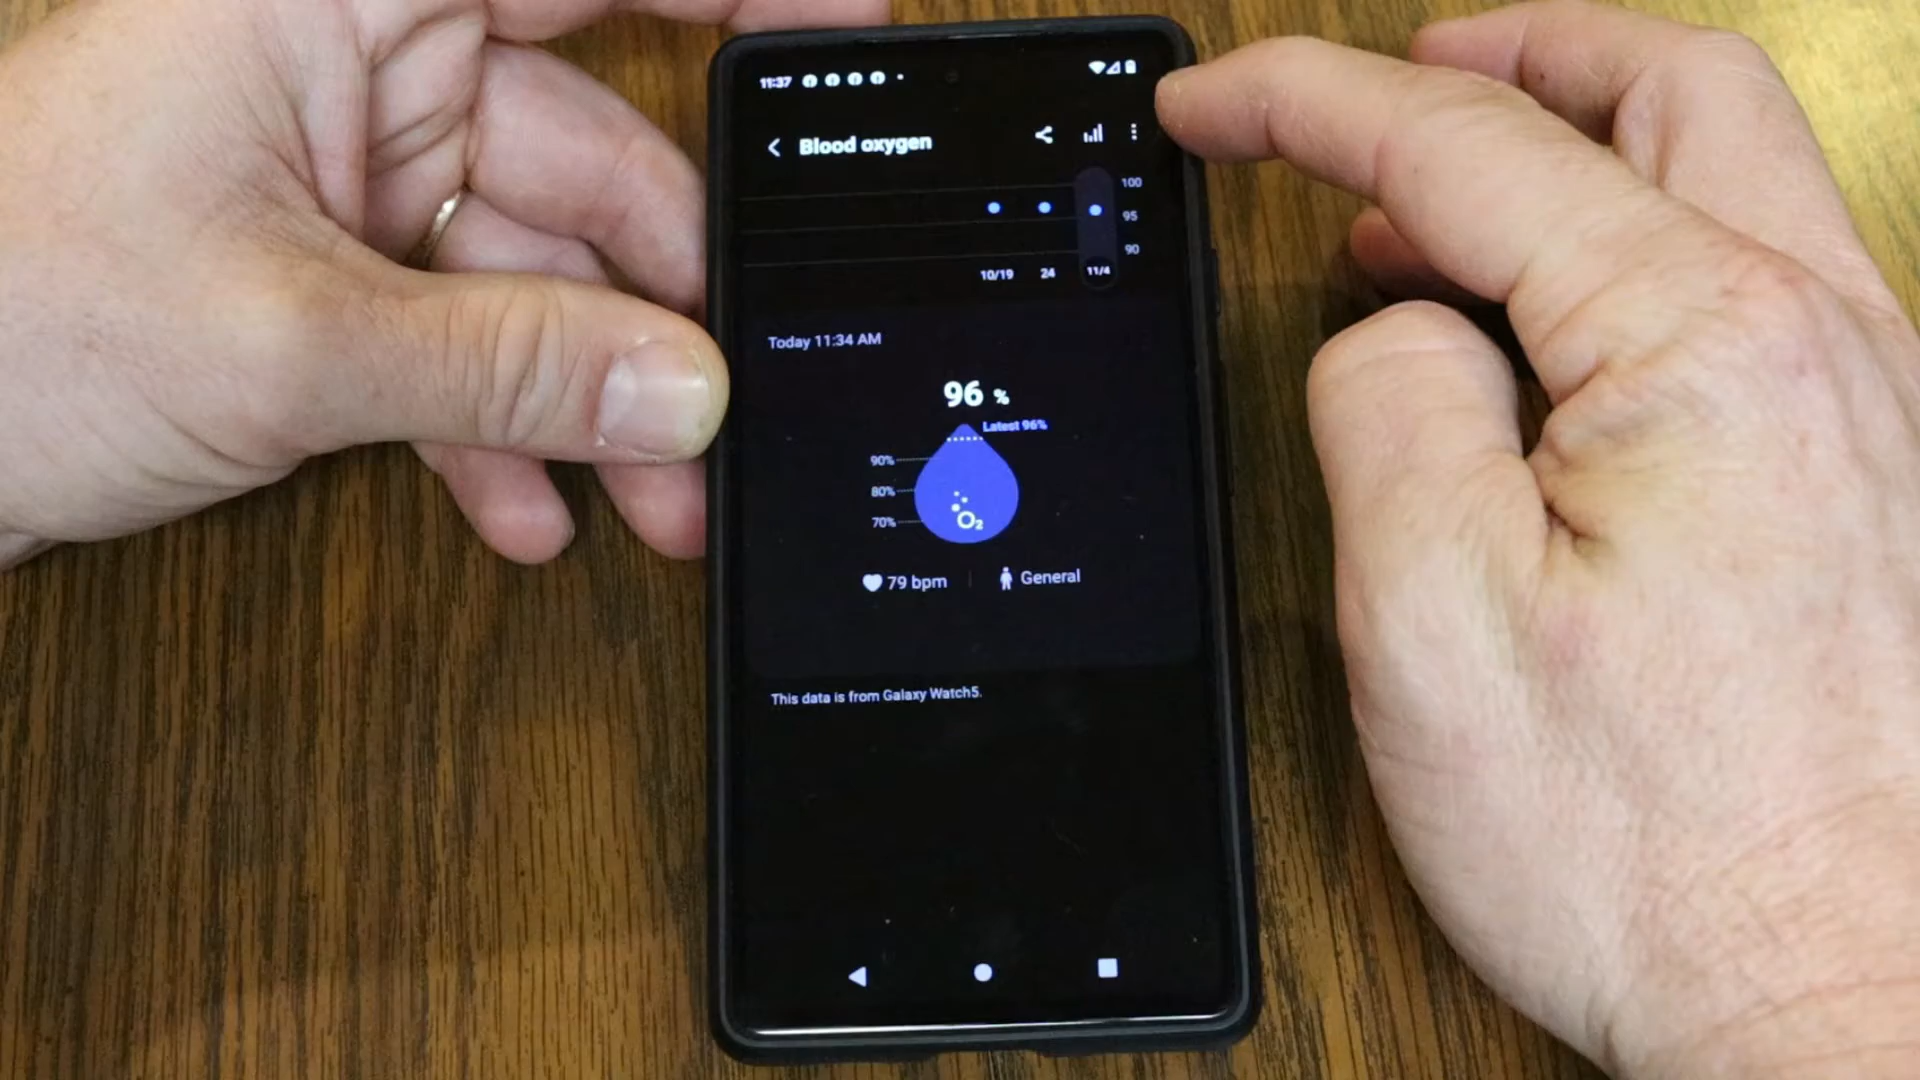 11:37
Blood oxygen
100
95
90
10/19 24 11/4
Today 11:34 AM
96 %
Latest 96%
90%
80%
70%
O₂
79 bpm | General
This data is from Galaxy Watch5.